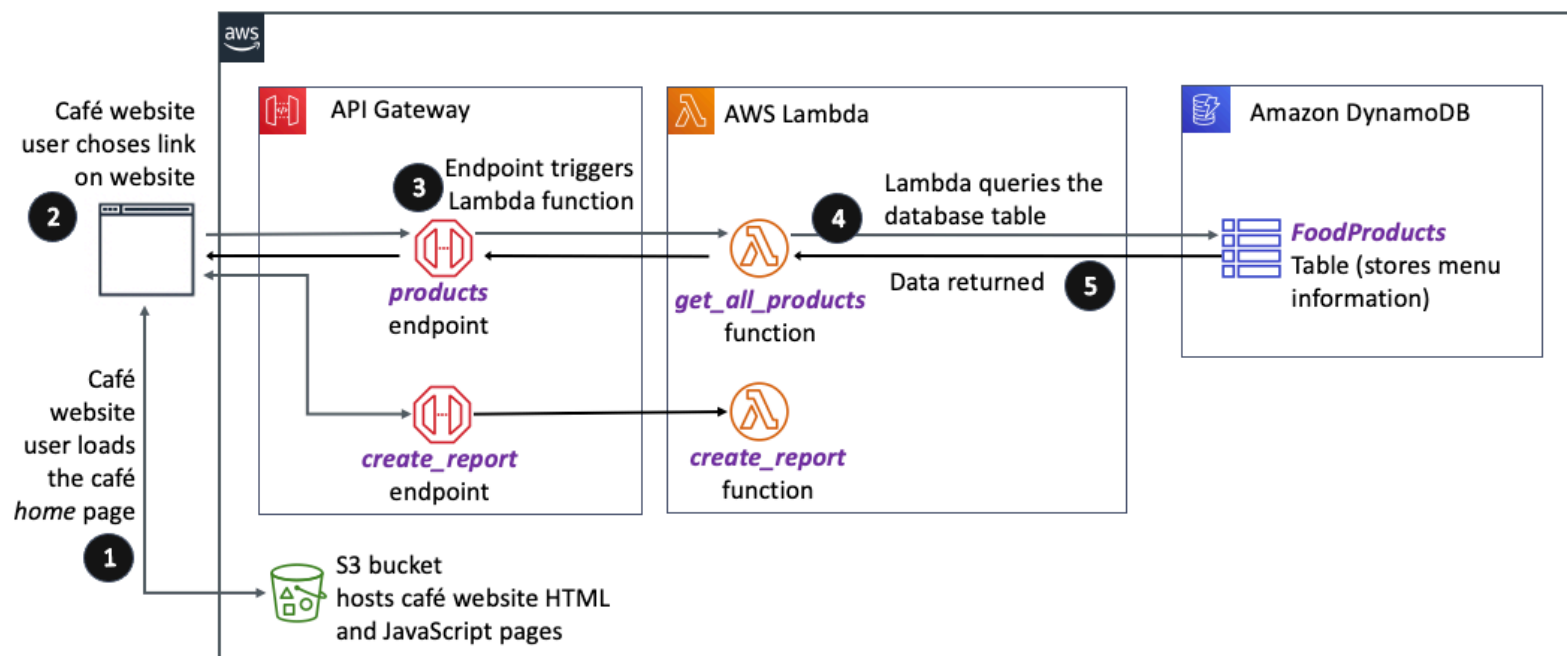 aws
API Gateway
AWS Lambda
Amazon DynamoDB
Café website
user choses link
on website
2
3
Endpoint triggers
Lambda function
4
Lambda queries the
database table
FoodProducts
Table (stores menu
information)
Data returned
5
products
endpoint
get_all_products
function
create_report
endpoint
create_report
function
Café
website
user loads
the café
home page
1
S3 bucket
hosts café website HTML
and JavaScript pages